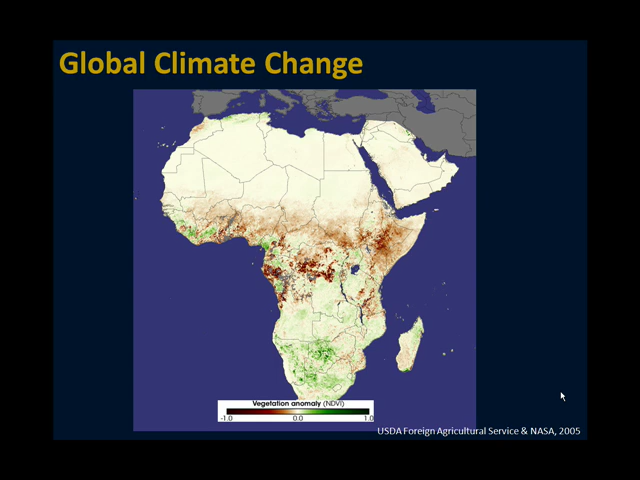 Global Climate Change
Vegetation anomaly (NDVI)
-1.0 0.0 1.0
USDA Foreign Agricultural Service & NASA, 2005